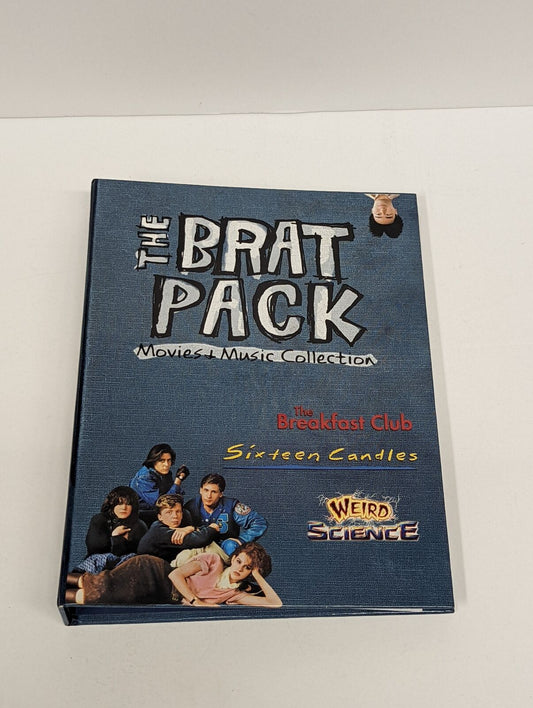 THE
BRAT
PACK
Movies + Music Collection
The
Breakfast Club
Sixteen Candles
WEIRD
SCIENCE